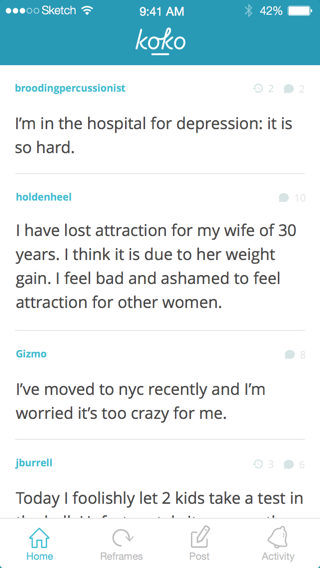 Sketch 9:41 AM 42%
koko
broodingpercussionist 2 2
I'm in the hospital for depression: it is
so hard.
holdenheel 10
I have lost attraction for my wife of 30
years. I think it is due to her weight
gain. I feel bad and ashamed to feel
attraction for other women.
Gizmo 8
I've moved to nyc recently and I'm
worried it's too crazy for me.
jburrell 3 6
Today I foolishly let 2 kids take a test in
Home Reframes Post Activity